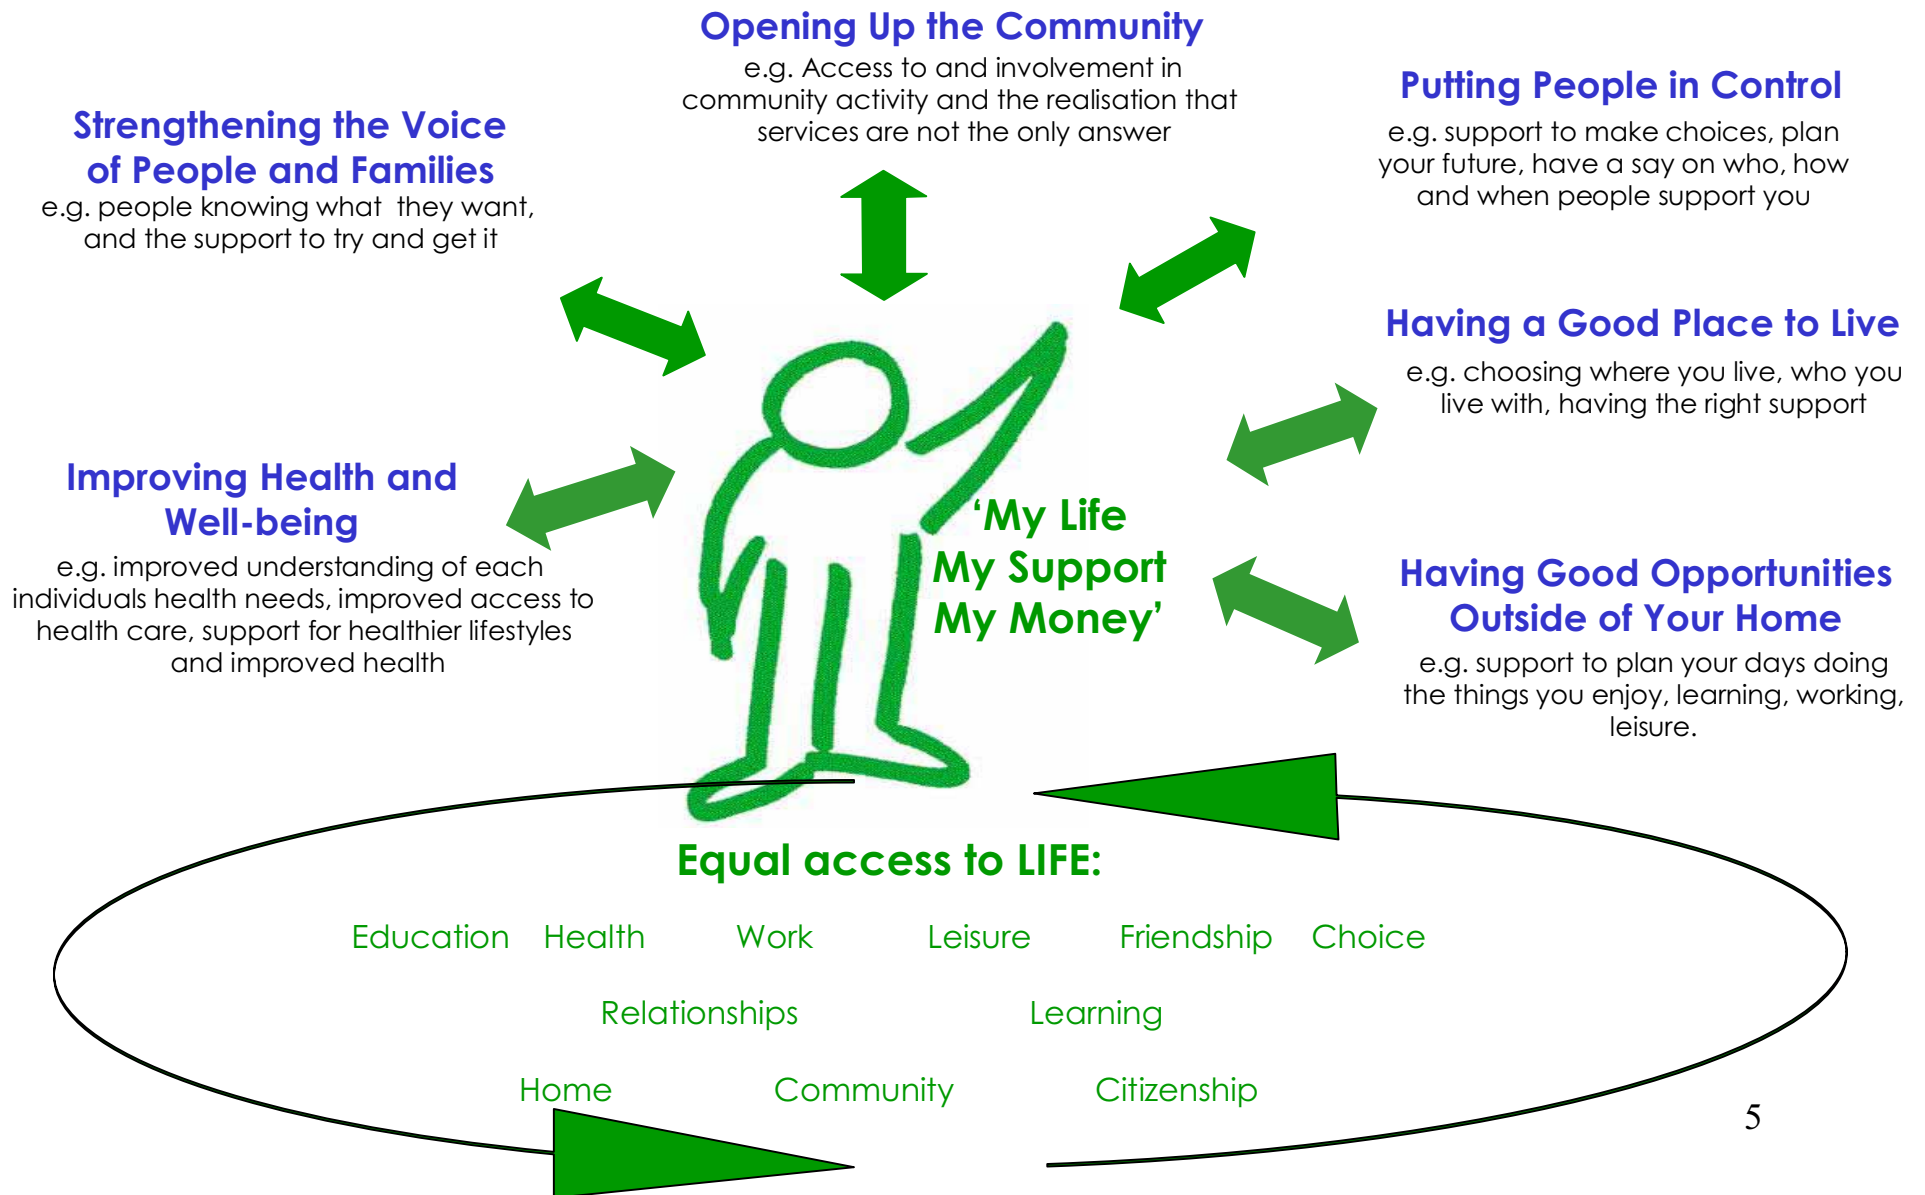 Opening Up the Community
e.g. Access to and involvement in
community activity and the realisation that
services are not the only answer
Strengthening the Voice
of People and Families
e.g. people knowing what  they want,
and the support to try and get it
Putting People in Control
e.g. support to make choices, plan
your future, have a say on who, how
and when people support you
Having a Good Place to Live
e.g. choosing where you live, who you
live with, having the right support
Improving Health and
Well-being
e.g. improved understanding of each
individuals health needs, improved access to
health care, support for healthier lifestyles
and improved health
‘My Life
My Support
My Money’
Having Good Opportunities
Outside of Your Home
e.g. support to plan your days doing
the things you enjoy, learning, working,
leisure.
Equal access to LIFE:
Education Health Work Leisure Friendship Choice
Relationships Learning
Home Community Citizenship
5